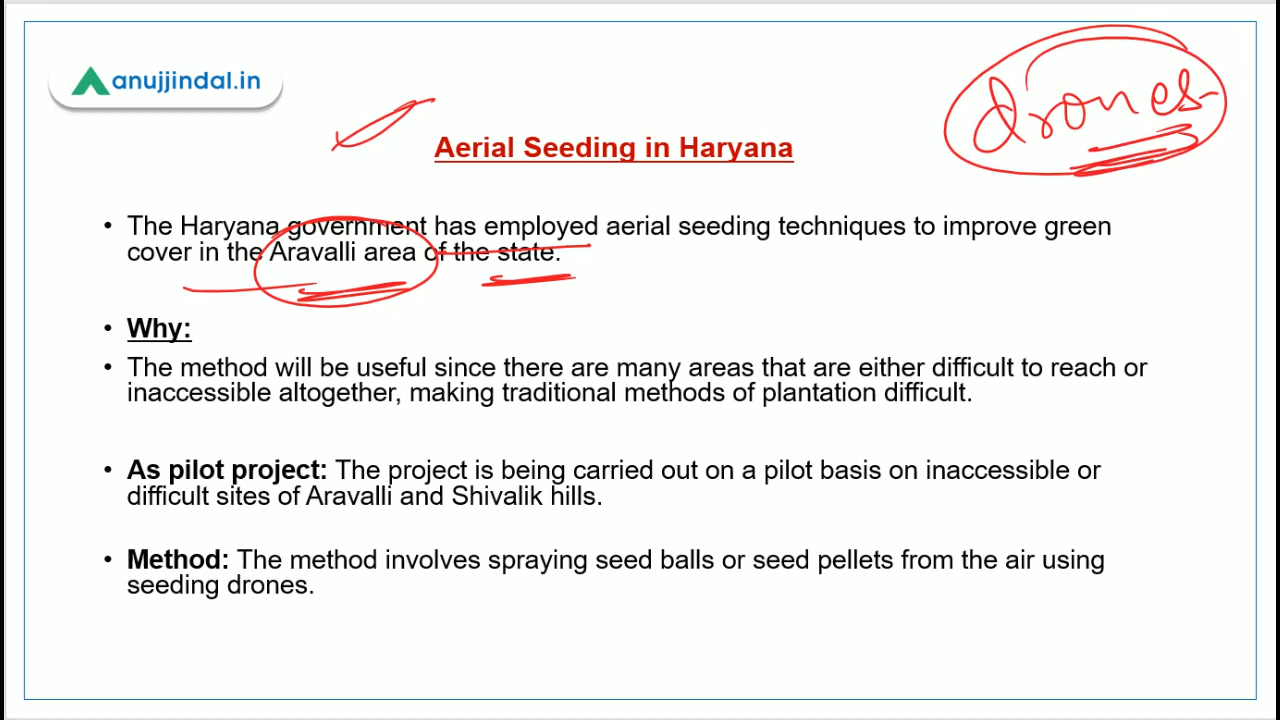 anujjindal.in
drones
Aerial Seeding in Haryana
• The Haryana government has employed aerial seeding techniques to improve green
cover in the Aravalli area of the state.
• Why:
• The method will be useful since there are many areas that are either difficult to reach or
inaccessible altogether, making traditional methods of plantation difficult.
• As pilot project: The project is being carried out on a pilot basis on inaccessible or
difficult sites of Aravalli and Shivalik hills.
• Method: The method involves spraying seed balls or seed pellets from the air using
seeding drones.